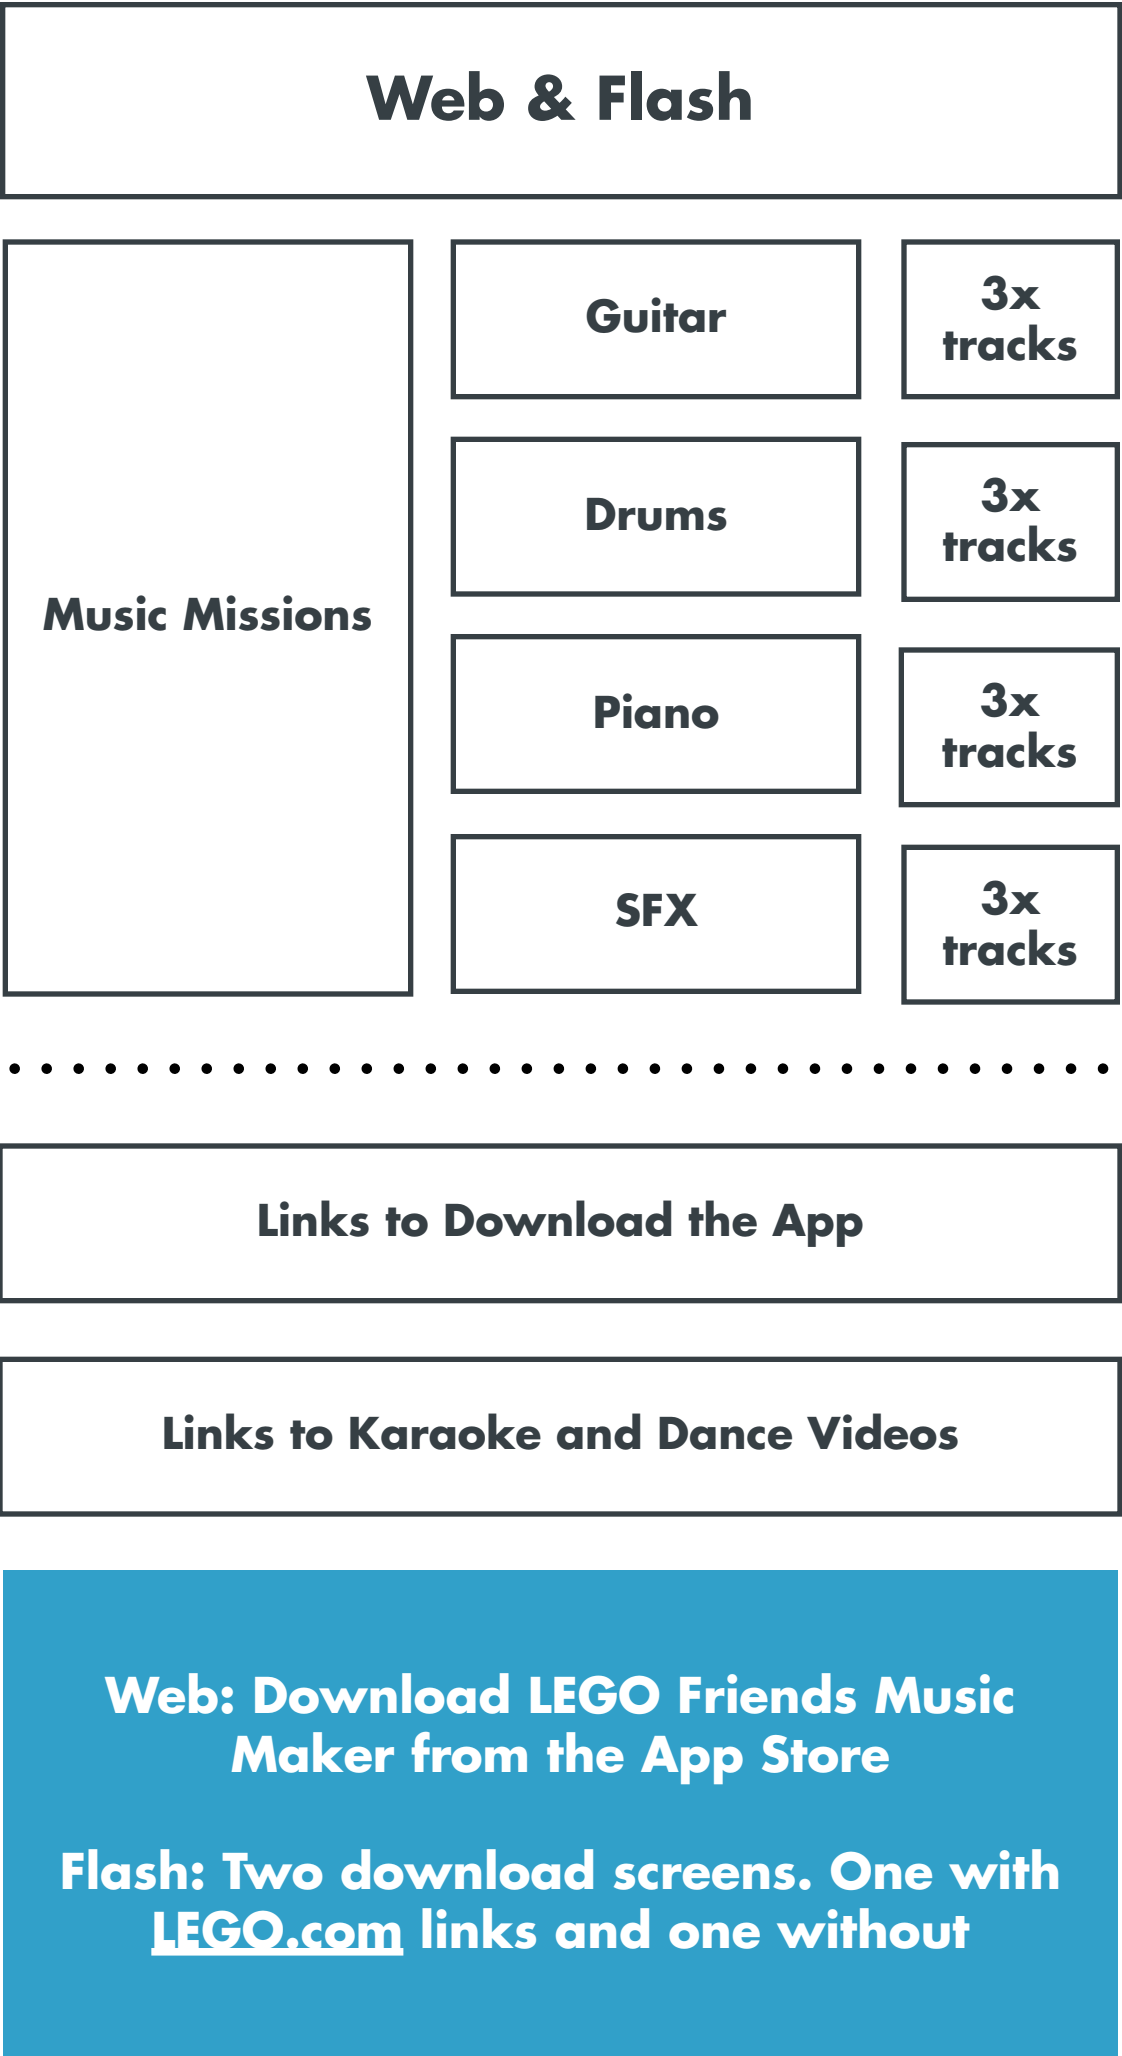 Web & Flash
Music Missions
Guitar
3x
tracks
Drums
3x
tracks
Piano
3x
tracks
SFX
3x
tracks
Links to Download the App
Links to Karaoke and Dance Videos
Web: Download LEGO Friends Music
Maker from the App Store
Flash: Two download screens. One with
LEGO.com links and one without